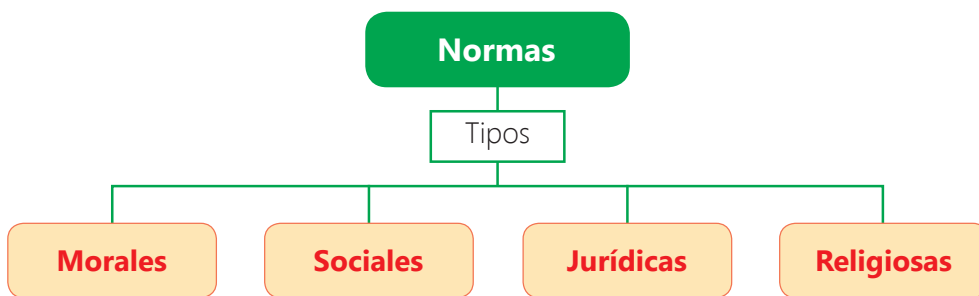 Normas
Tipos
Morales
Sociales
Jurídicas
Religiosas